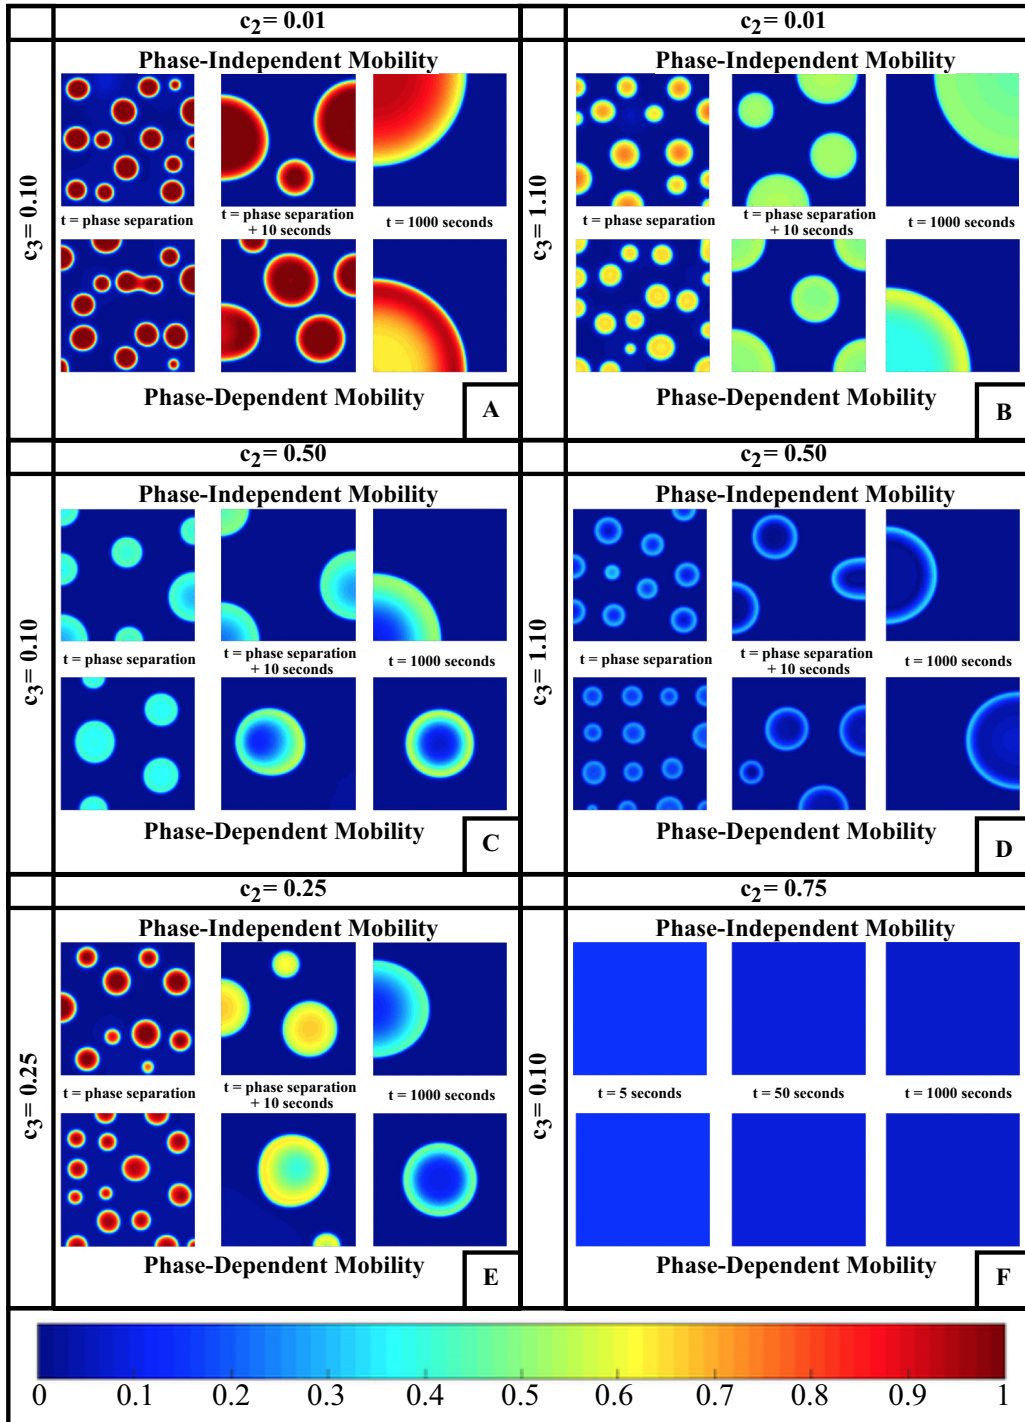 c2= 0.01
c2= 0.01
c3= 0.10
Phase-Independent Mobility
t = phase separation
t = phase separation
+ 10 seconds
t = 1000 seconds
Phase-Dependent Mobility
A
c3= 1.10
Phase-Independent Mobility
t = phase separation
t = phase separation
+ 10 seconds
t = 1000 seconds
Phase-Dependent Mobility
B
c2= 0.50
c2= 0.50
c3= 0.10
Phase-Independent Mobility
t = phase separation
t = phase separation
+ 10 seconds
t = 1000 seconds
Phase-Dependent Mobility
C
c3= 1.10
Phase-Independent Mobility
t = phase separation
t = phase separation
+ 10 seconds
t = 1000 seconds
Phase-Dependent Mobility
D
c2= 0.25
c2= 0.75
c3= 0.25
Phase-Independent Mobility
t = phase separation
t = phase separation
+ 10 seconds
t = 1000 seconds
Phase-Dependent Mobility
E
c3= 0.10
Phase-Independent Mobility
t = 5 seconds
t = 50 seconds
t = 1000 seconds
Phase-Dependent Mobility
F
0 0.1 0.2 0.3 0.4 0.5 0.6 0.7 0.8 0.9 1